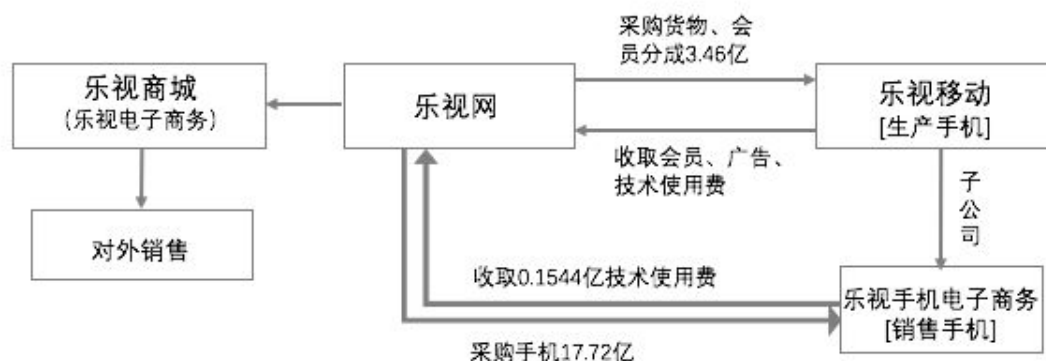 采购货物、会
员分成3.46亿
乐视商城
(乐视电子商务)
乐视网
乐视移动
[生产手机]
收取会员、广告、
技术使用费
子
公
司
对外销售
收取0.1544亿技术使用费
乐视手机电子商务
[销售手机]
采购手机17.72亿